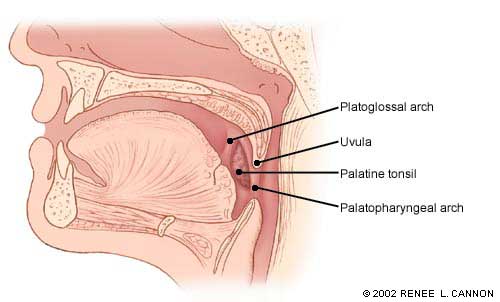 Platoglossal arch
Uvula
Palatine tonsil
Palatopharyngeal arch
© 2002 RENEE L. CANNON